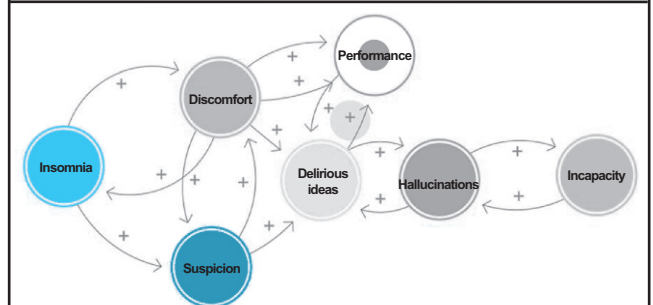 Performance
+
+
+
Discomfort
+
+
+
+
Insomnia
+
+
+
Delirious
ideas
+
+
Hallucinations
+
+
Incapacity
+
+
Suspicion